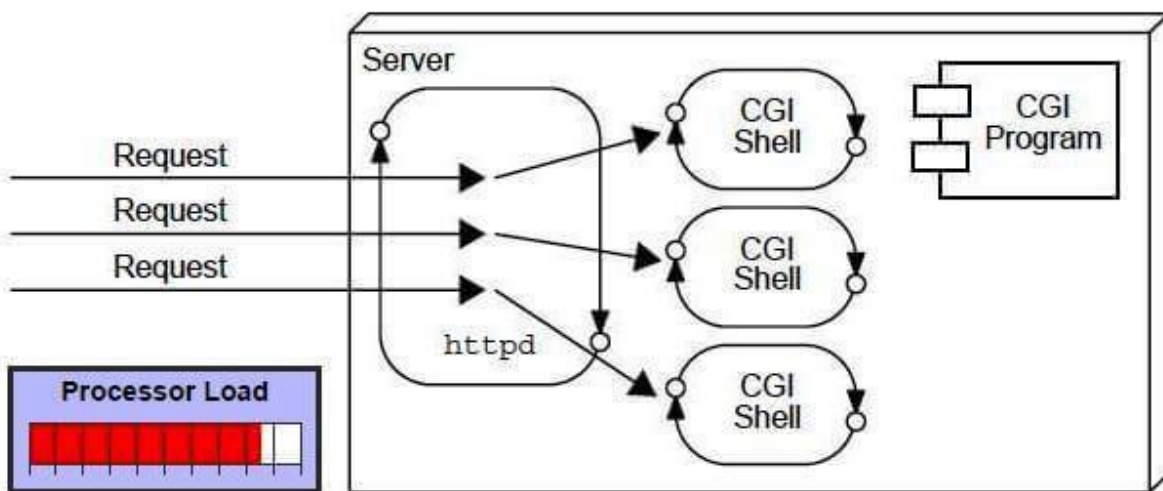 Server
CGI
Shell
CGI
Program
Request
Request
Request
CGI
Shell
httpd
CGI
Shell
Processor Load